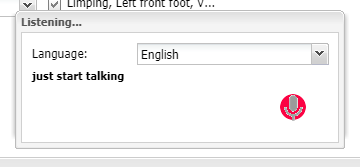 Limping, Left front foot, V...
Listening...
Language:
English
just start talking